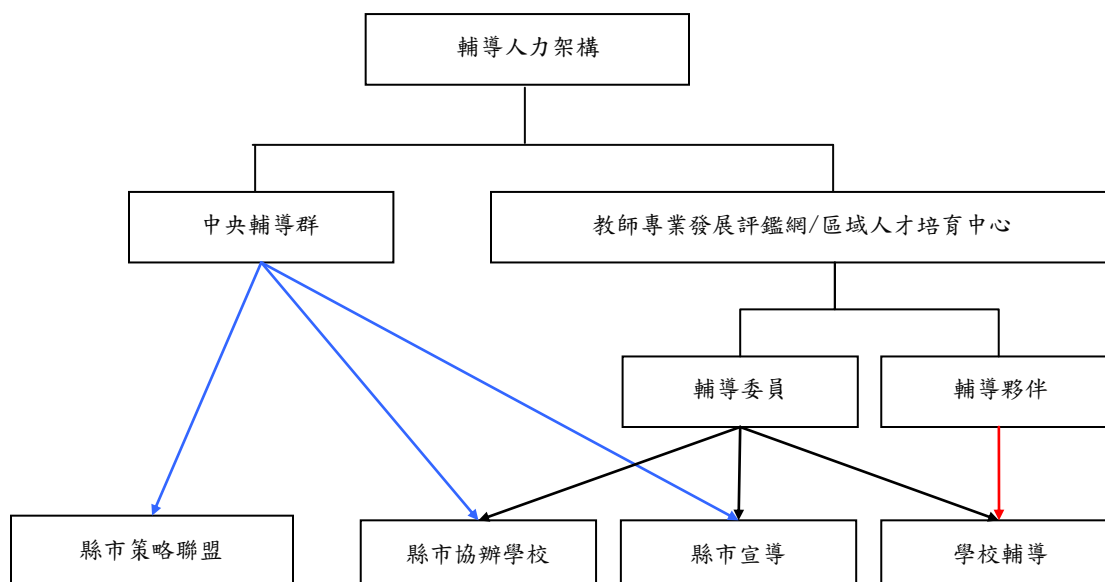 輔導人力架構
中央輔導群
教師專業發展評鑑網/區域人才培育中心
輔導委員
輔導夥伴
縣市策略聯盟
縣市協辦學校
縣市宣導
學校輔導